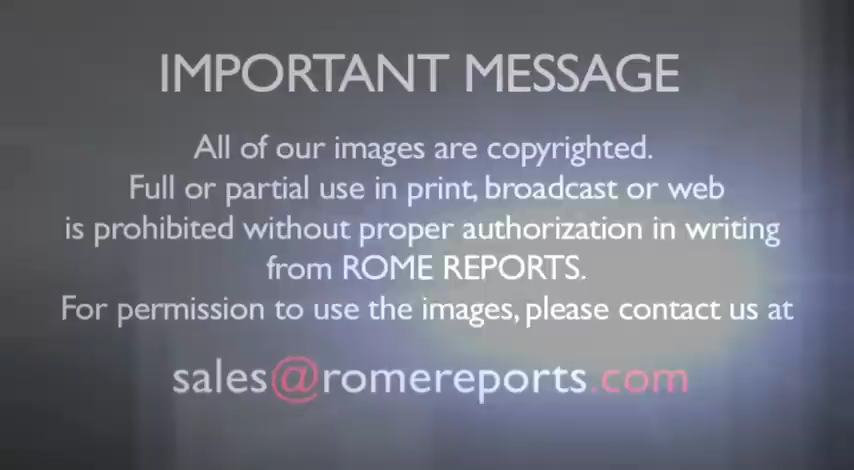 IMPORTANT MESSAGE
All of our images are copyrighted.
Full or partial use in print, broadcast or web
is prohibited without proper authorization in writing
from ROME REPORTS.
For permission to use the images, please contact us at
sales@romereports.com